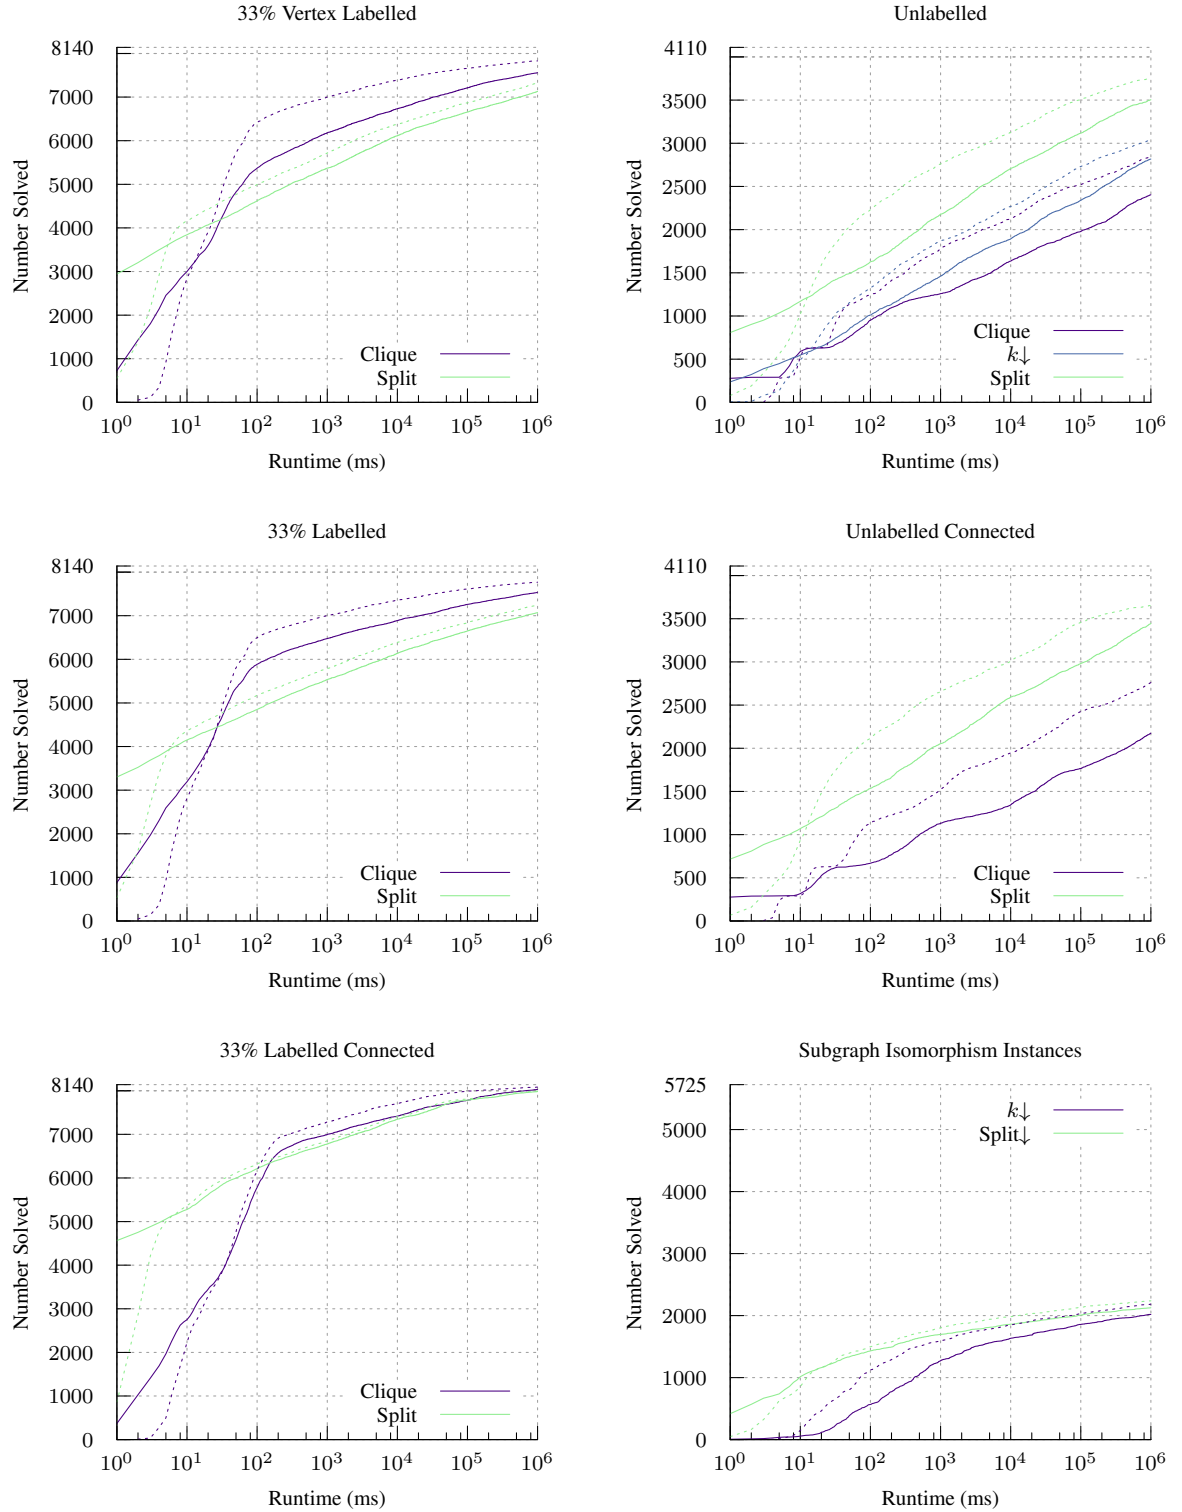 33% Vertex Labelled
8140
7000
6000
5000
4000
3000
2000
1000
0
Number Solved
Clique
Split
10^0 10^1 10^2 10^3 10^4 10^5 10^6
Runtime (ms)
Unlabelled
4110
3500
3000
2500
2000
1500
1000
500
0
Number Solved
Clique
k↓
Split
10^0 10^1 10^2 10^3 10^4 10^5 10^6
Runtime (ms)
33% Labelled
8140
7000
6000
5000
4000
3000
2000
1000
0
Number Solved
Clique
Split
10^0 10^1 10^2 10^3 10^4 10^5 10^6
Runtime (ms)
Unlabelled Connected
4110
3500
3000
2500
2000
1500
1000
500
0
Number Solved
Clique
Split
10^0 10^1 10^2 10^3 10^4 10^5 10^6
Runtime (ms)
33% Labelled Connected
8140
7000
6000
5000
4000
3000
2000
1000
0
Number Solved
Clique
Split
10^0 10^1 10^2 10^3 10^4 10^5 10^6
Runtime (ms)
Subgraph Isomorphism Instances
5725
5000
4000
3000
2000
1000
0
Number Solved
k↓
Split↓
10^0 10^1 10^2 10^3 10^4 10^5 10^6
Runtime (ms)